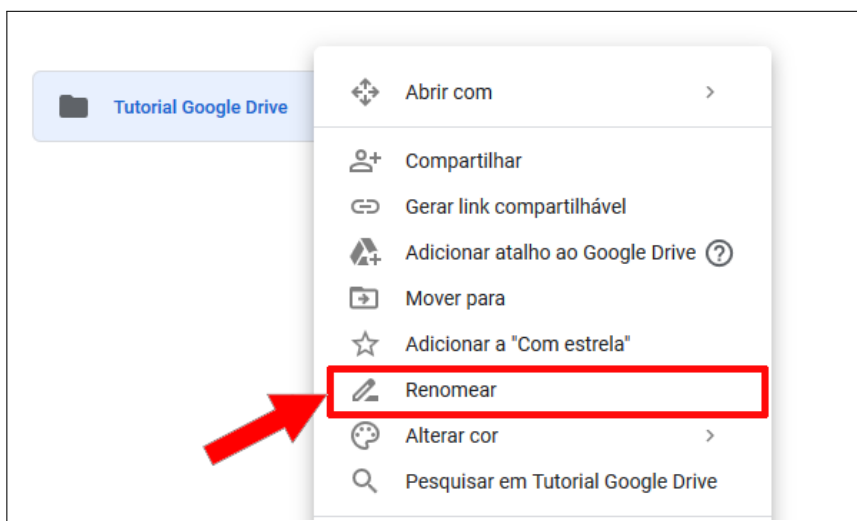 Tutorial Google Drive
Abrir com
Compartilhar
Gerar link compartilhável
Adicionar atalho ao Google Drive
Mover para
Adicionar a "Com estrela"
Renomear
Alterar cor
Pesquisar em Tutorial Google Drive